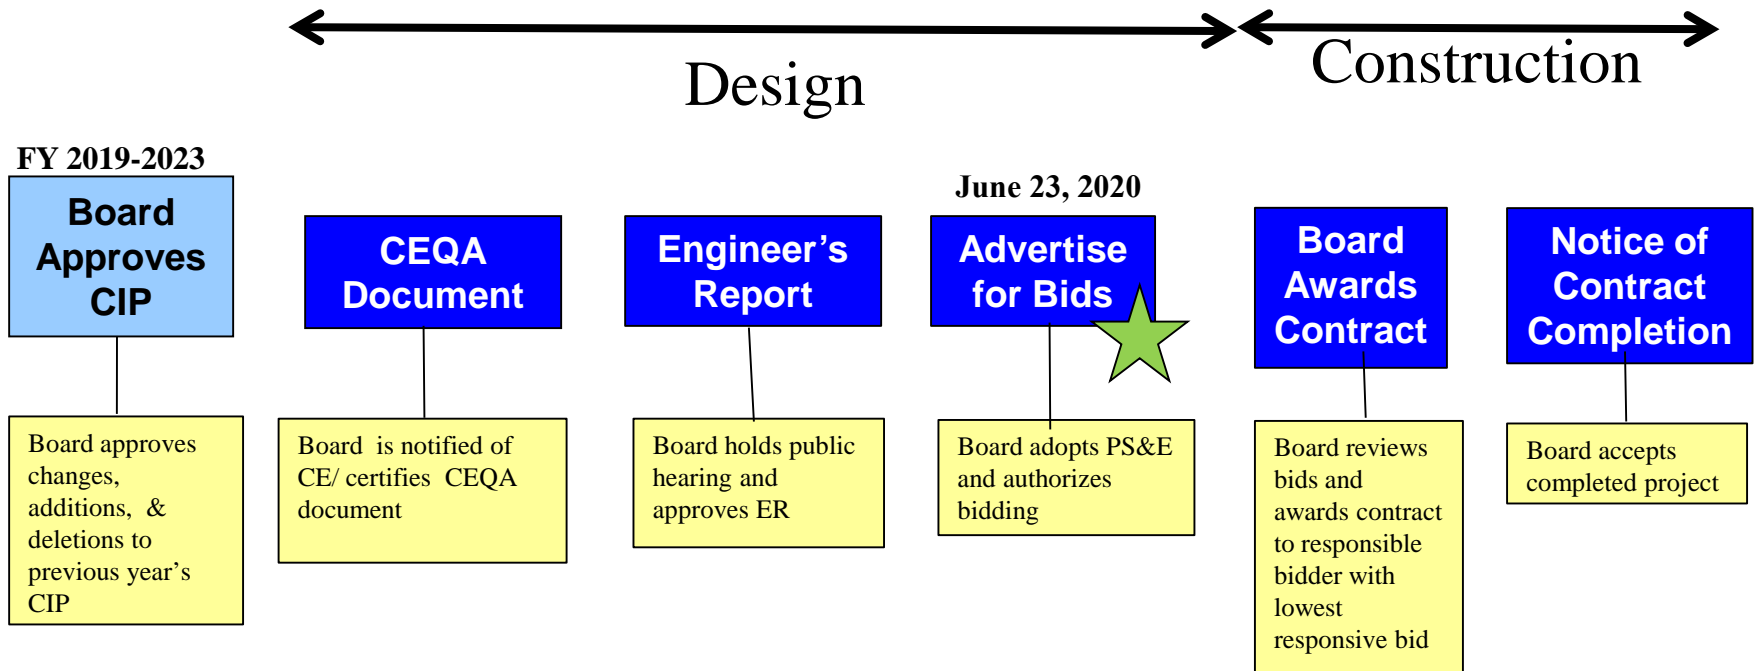 Design
Construction
FY 2019-2023
Board
Approves
CIP
Board approves
changes,
additions, &
deletions to
previous year’s
CIP
CEQA
Document
Board is notified of
CE/ certifies CEQA
document
Engineer’s
Report
Board holds public
hearing and
approves ER
June 23, 2020
Advertise
for Bids
Board adopts PS&E
and authorizes
bidding
Board
Awards
Contract
Board reviews
bids and
awards contract
to responsible
bidder with
lowest
responsive bid
Notice of
Contract
Completion
Board accepts
completed project